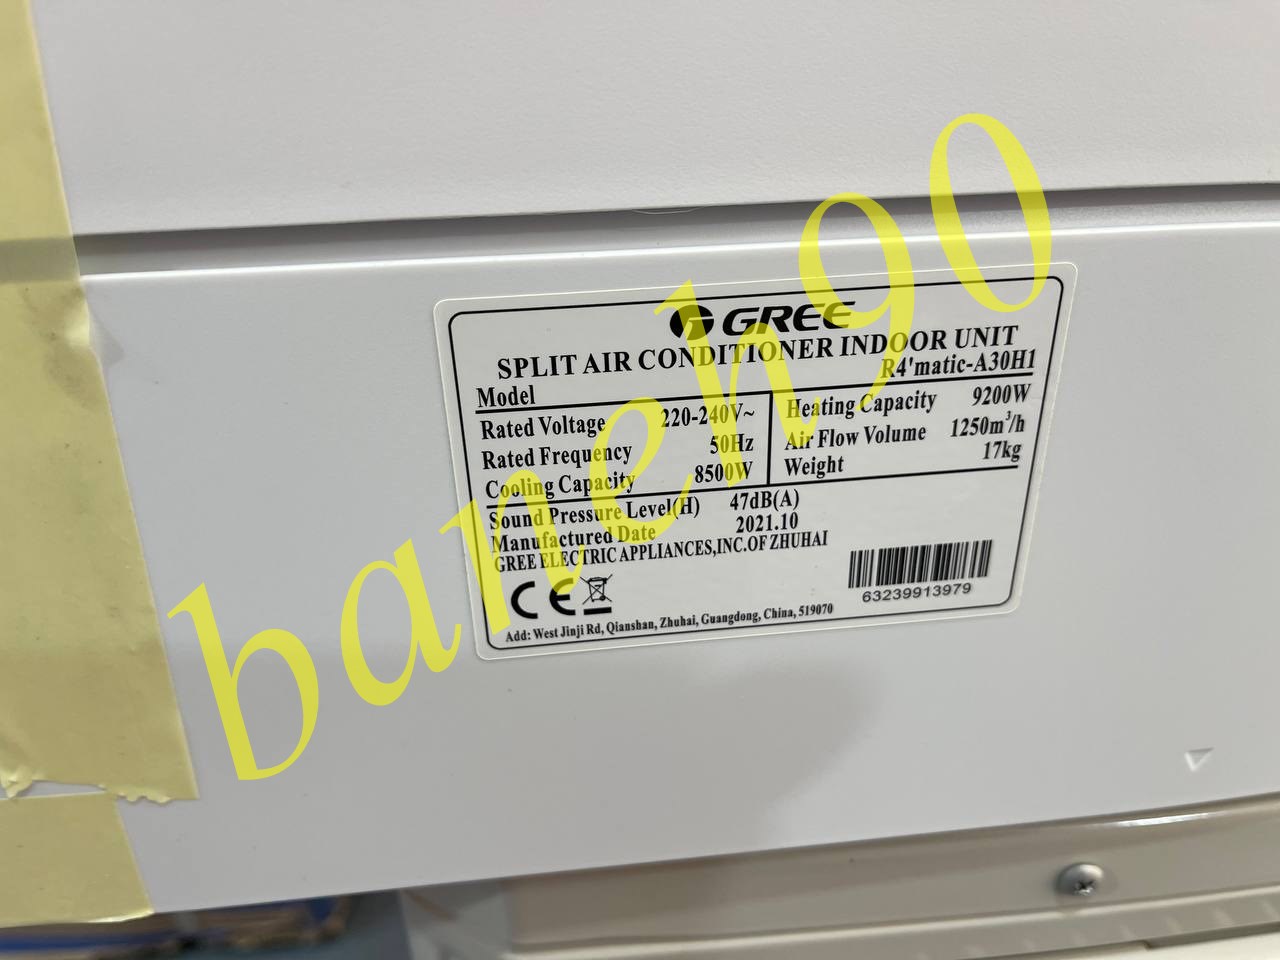 GREE
SPLIT AIR CONDITIONER INDOOR UNIT
Model R4'matic-A30H1
Rated Voltage 220-240V~
Rated Frequency 50Hz
Cooling Capacity 8500W
Heating Capacity 9200W
Air Flow Volume 1250m³/h
Weight 17kg
Sound Pressure Level(H) 47dB(A)
Manufactured Date 2021.10
GREE ELECTRIC APPLIANCES,INC.OF ZHUHAI
CE
63239913979
Add: West Jinji Rd, Qianshan, Zhuhai, Guangdong, China, 519070
baneh90